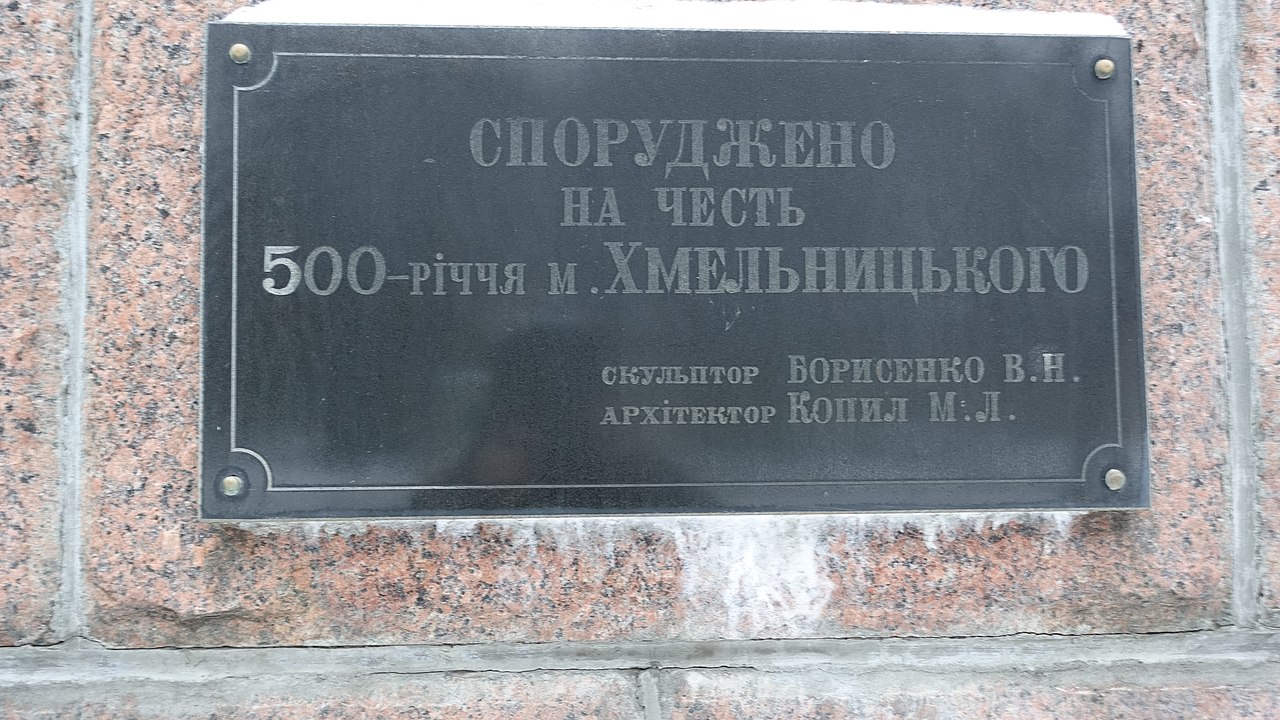 СПОРУДЖЕНО
НА ЧЕСТЬ
500-річчя м. ХМЕЛЬНИЦЬКОГО
СКУЛЬПТОР БОРИСЕНКО В.Н.
АРХІТЕКТОР КОПИЛ М.Л.